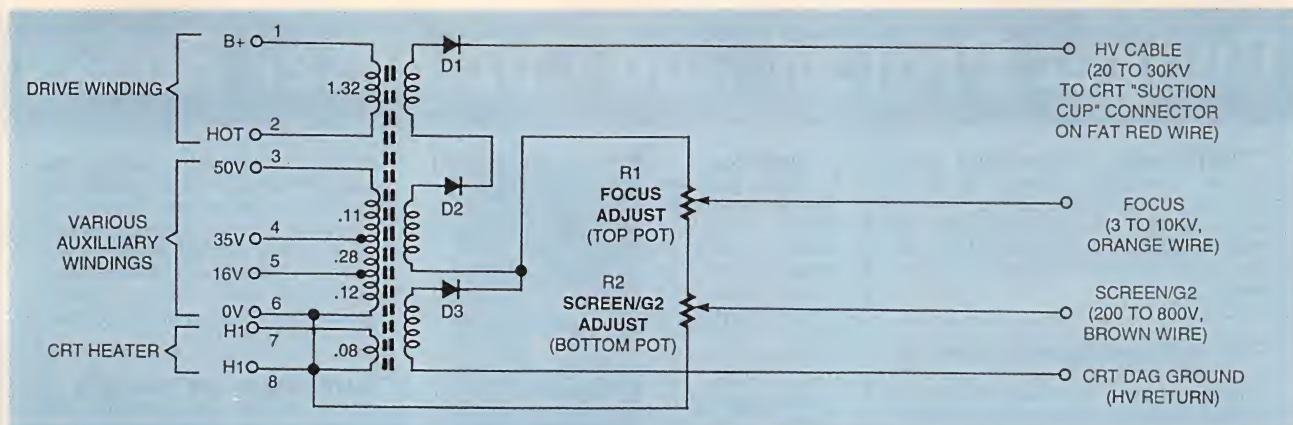 B+ 1
DRIVE WINDING
1.32
HOT 2
50V 3
VARIOUS
AUXILLIARY
WINDINGS
.11
35V 4
.28
16V 5
.12
0V 6
H1 7
CRT HEATER
.08
H1 8
D1
D2
D3
R1
FOCUS
ADJUST
(TOP POT)
R2
SCREEN/G2
ADJUST
(BOTTOM POT)
HV CABLE
(20 TO 30KV
TO CRT "SUCTION
CUP" CONNECTOR
ON FAT RED WIRE)
FOCUS
(3 TO 10KV,
ORANGE WIRE)
SCREEN/G2
(200 TO 800V,
BROWN WIRE)
CRT DAG GROUND
(HV RETURN)